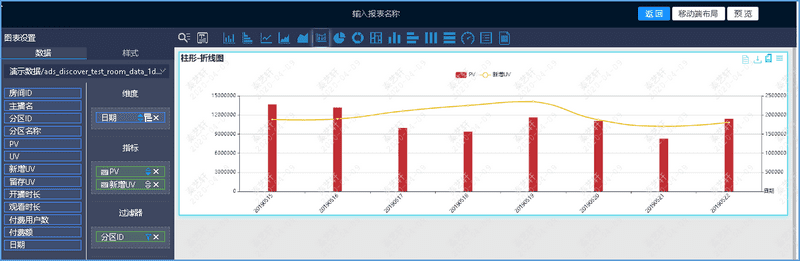 输入报表名称
返回 移动端布局 预览
图表设置
数据 样式
演示数据/ads_discover_test_room_data_1d
房间ID
主播名
分区ID
分区名称
PV
UV
新增UV
留存UV
开播时长
观看时长
付费用户数
付费额
日期
维度
日期
指标
PV
新增UV
过滤器
分区ID
柱形-折线图
PV 新增UV
15000000
12000000
9000000
6000000
3000000
0
2500000
2000000
1500000
1000000
500000
0
日期
20190515
20190516
20190517
20190518
20190519
20190520
20190521
20190522